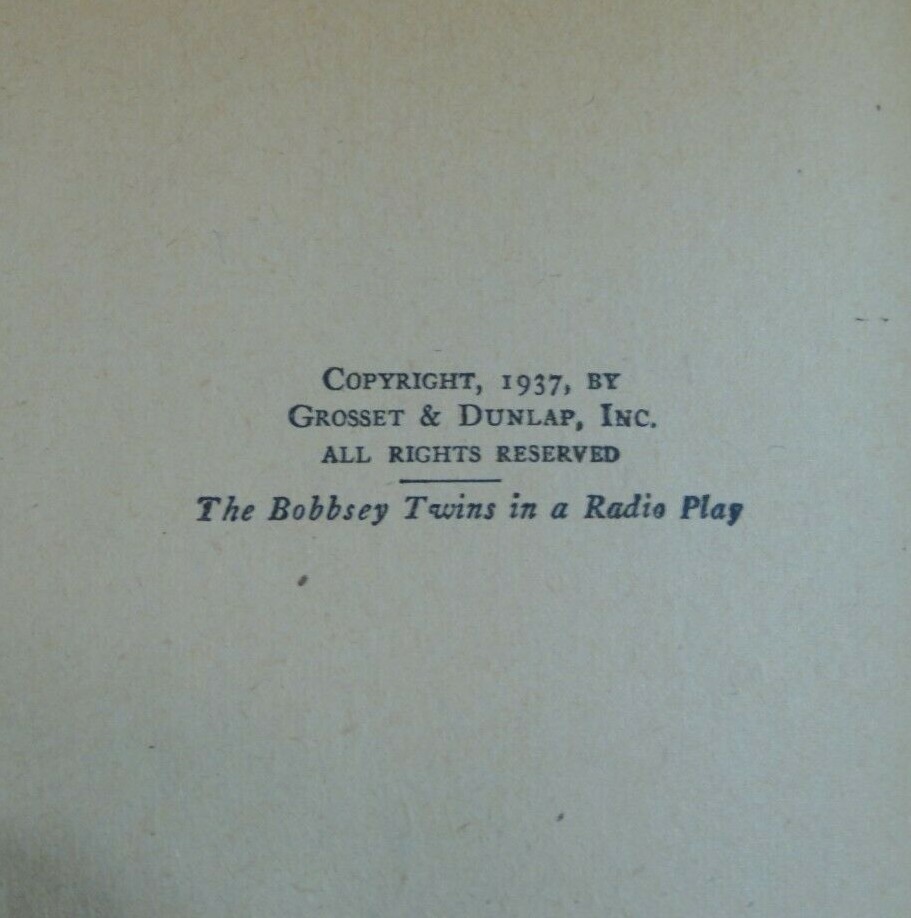 COPYRIGHT, 1937, BY
GROSSET & DUNLAP, INC.
ALL RIGHTS RESERVED
The Bobbsey Twins in a Radio Play